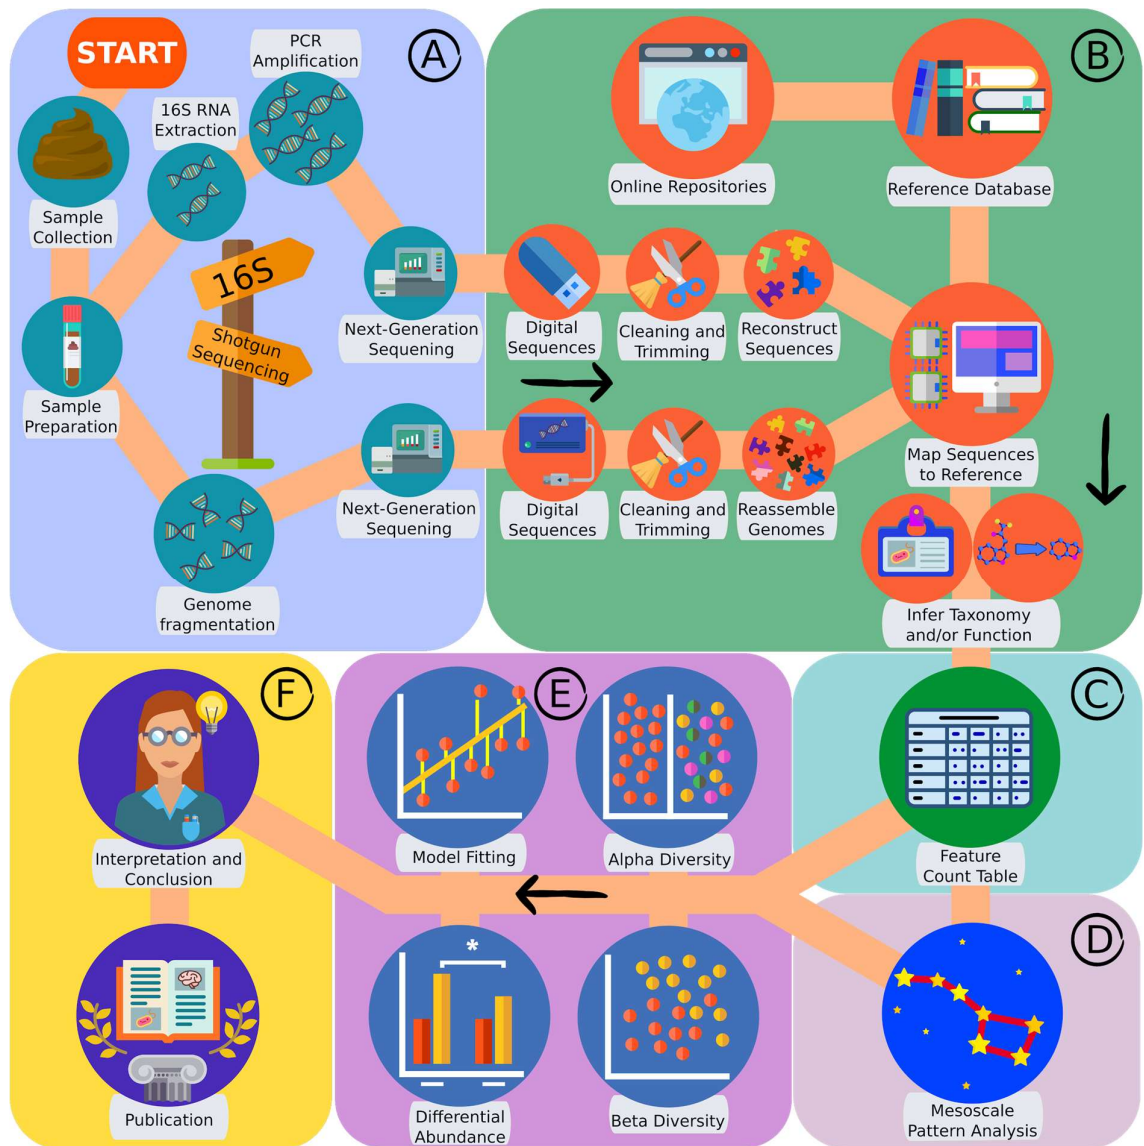 START
A
PCR
Amplification
16S RNA
Extraction
Sample
Collection
16S
Shotgun
Sequencing
Sample
Preparation
Next-Generation
Sequening
Next-Generation
Sequening
Genome
fragmentation
B
Online Repositories
Reference Database
Digital
Sequences
Cleaning and
Trimming
Reconstruct
Sequences
Map Sequences
to Reference
Digital
Sequences
Cleaning and
Trimming
Reassemble
Genomes
Infer Taxonomy
and/or Function
C
Feature
Count Table
D
Mesoscale
Pattern Analysis
E
Model Fitting
Alpha Diversity
*
Differential
Abundance
Beta Diversity
F
Interpretation and
Conclusion
Publication